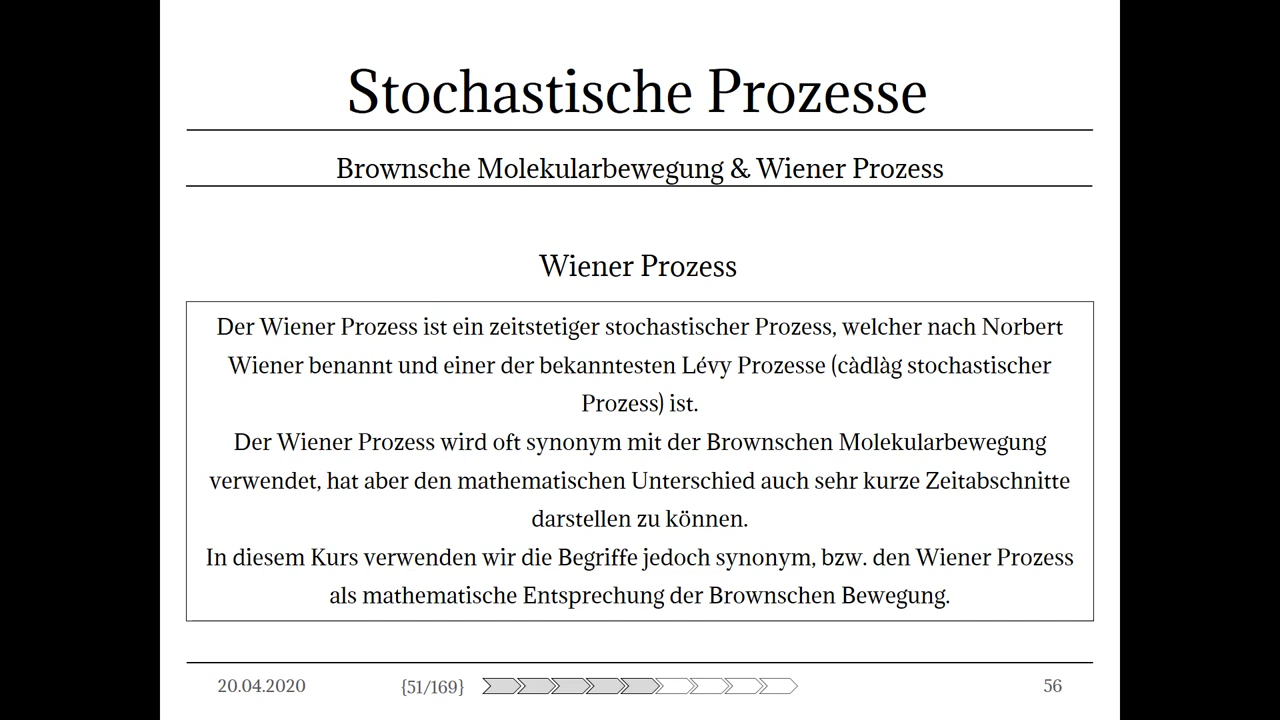 Stochastische Prozesse
Brownsche Molekularbewegung & Wiener Prozess
Wiener Prozess
Der Wiener Prozess ist ein zeitstetiger stochastischer Prozess, welcher nach Norbert
Wiener benannt und einer der bekanntesten Lévy Prozesse (càdlàg stochastischer
Prozess) ist.
Der Wiener Prozess wird oft synonym mit der Brownschen Molekularbewegung
verwendet, hat aber den mathematischen Unterschied auch sehr kurze Zeitabschnitte
darstellen zu können.
In diesem Kurs verwenden wir die Begriffe jedoch synonym, bzw. den Wiener Prozess
als mathematische Entsprechung der Brownschen Bewegung.
20.04.2020 {51/169} 56